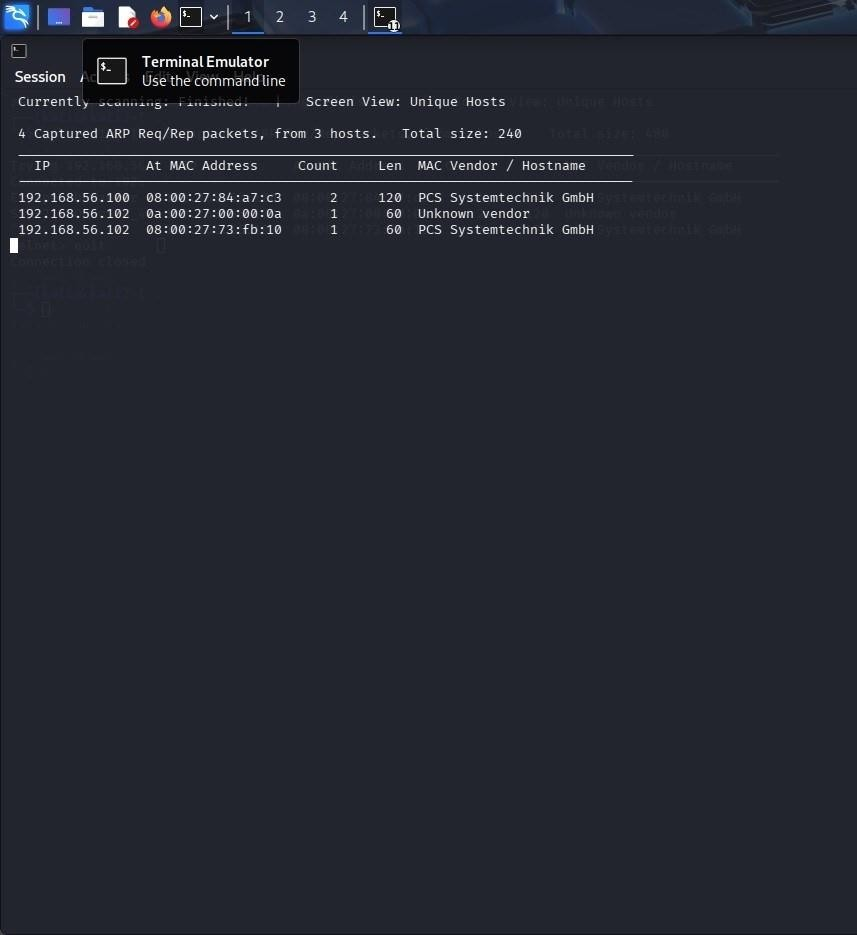 1 2 3 4
Terminal Emulator
Use the command line
Session
Currently scanning: Finished! | Screen View: Unique Hosts
4 Captured ARP Req/Rep packets, from 3 hosts. Total size: 240
IP At MAC Address Count Len MAC Vendor / Hostname
192.168.56.100 08:00:27:84:a7:c3 2 120 PCS Systemtechnik GmbH
192.168.56.102 0a:00:27:00:00:0a 1 60 Unknown vendor
192.168.56.102 08:00:27:73:fb:10 1 60 PCS Systemtechnik GmbH
quit
Connection closed